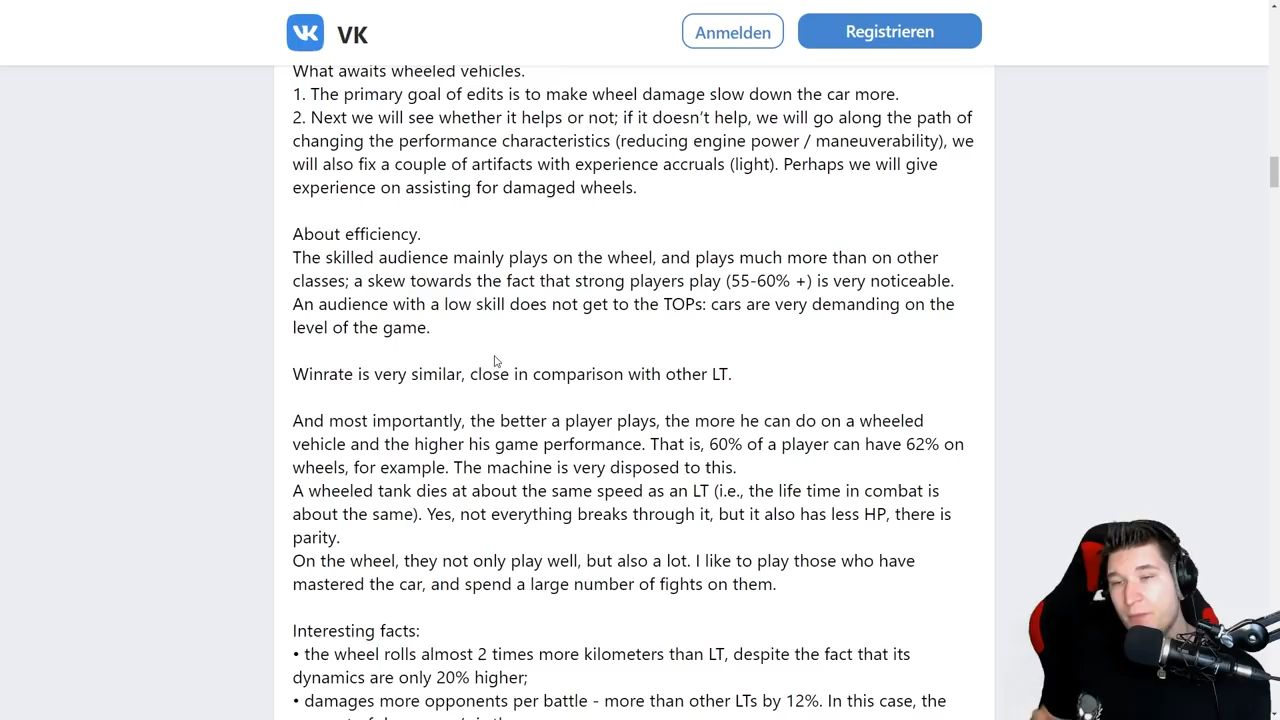 VK
Anmelden
Registrieren
What awaits wheeled vehicles.
1. The primary goal of edits is to make wheel damage slow down the car more.
2. Next we will see whether it helps or not; if it doesn’t help, we will go along the path of
changing the performance characteristics (reducing engine power / maneuverability), we
will also fix a couple of artifacts with experience accruals (light). Perhaps we will give
experience on assisting for damaged wheels.
About efficiency.
The skilled audience mainly plays on the wheel, and plays much more than on other
classes; a skew towards the fact that strong players play (55-60% +) is very noticeable.
An audience with a low skill does not get to the TOPs: cars are very demanding on the
level of the game.
Winrate is very similar, close in comparison with other LT.
And most importantly, the better a player plays, the more he can do on a wheeled
vehicle and the higher his game performance. That is, 60% of a player can have 62% on
wheels, for example. The machine is very disposed to this.
A wheeled tank dies at about the same speed as an LT (i.e., the life time in combat is
about the same). Yes, not everything breaks through it, but it also has less HP, there is
parity.
On the wheel, they not only play well, but also a lot. I like to play those who have
mastered the car, and spend a large number of fights on them.
Interesting facts:
• the wheel rolls almost 2 times more kilometers than LT, despite the fact that its
dynamics are only 20% higher;
• damages more opponents per battle - more than other LTs by 12%. In this case, the